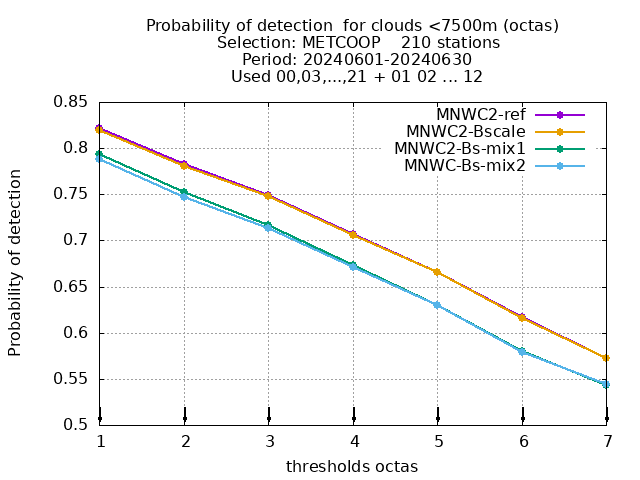 Probability of detection  for clouds <7500m (octas)
Selection: METCOOP    210 stations
Period: 20240601-20240630
Used 00,03,...,21 + 01 02 ... 12
MNWC2-ref
MNWC2-Bscale
MNWC2-Bs-mix1
MNWC-Bs-mix2
Probability of detection
0.85
0.8
0.75
0.7
0.65
0.6
0.55
0.5
1 2 3 4 5 6 7
thresholds octas